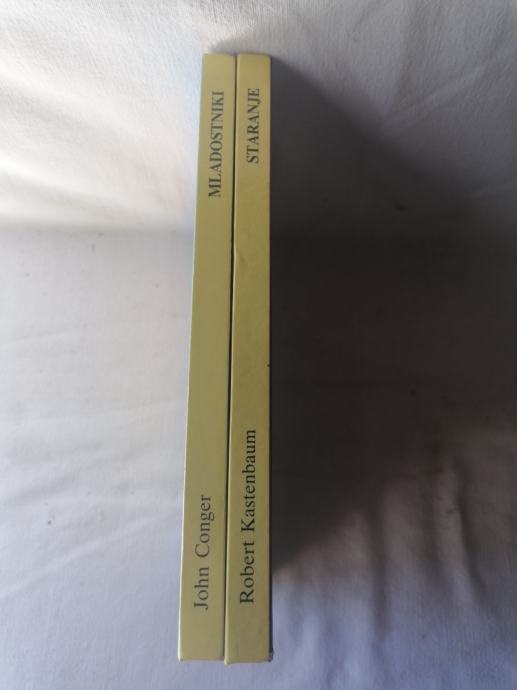 John Conger MLADOSTNIKI
Robert Kastenbaum STARANJE